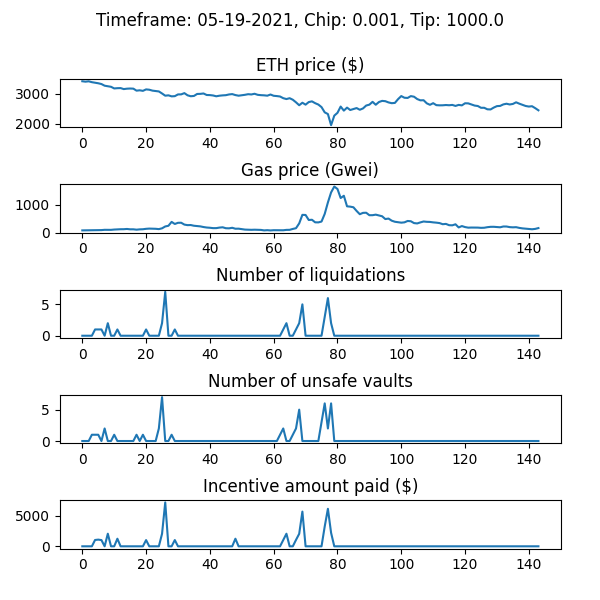 Timeframe: 05-19-2021, Chip: 0.001, Tip: 1000.0
ETH price ($)
3000
2000
0 20 40 60 80 100 120 140
Gas price (Gwei)
1000
0
0 20 40 60 80 100 120 140
Number of liquidations
5
0
0 20 40 60 80 100 120 140
Number of unsafe vaults
5
0
0 20 40 60 80 100 120 140
Incentive amount paid ($)
5000
0
0 20 40 60 80 100 120 140